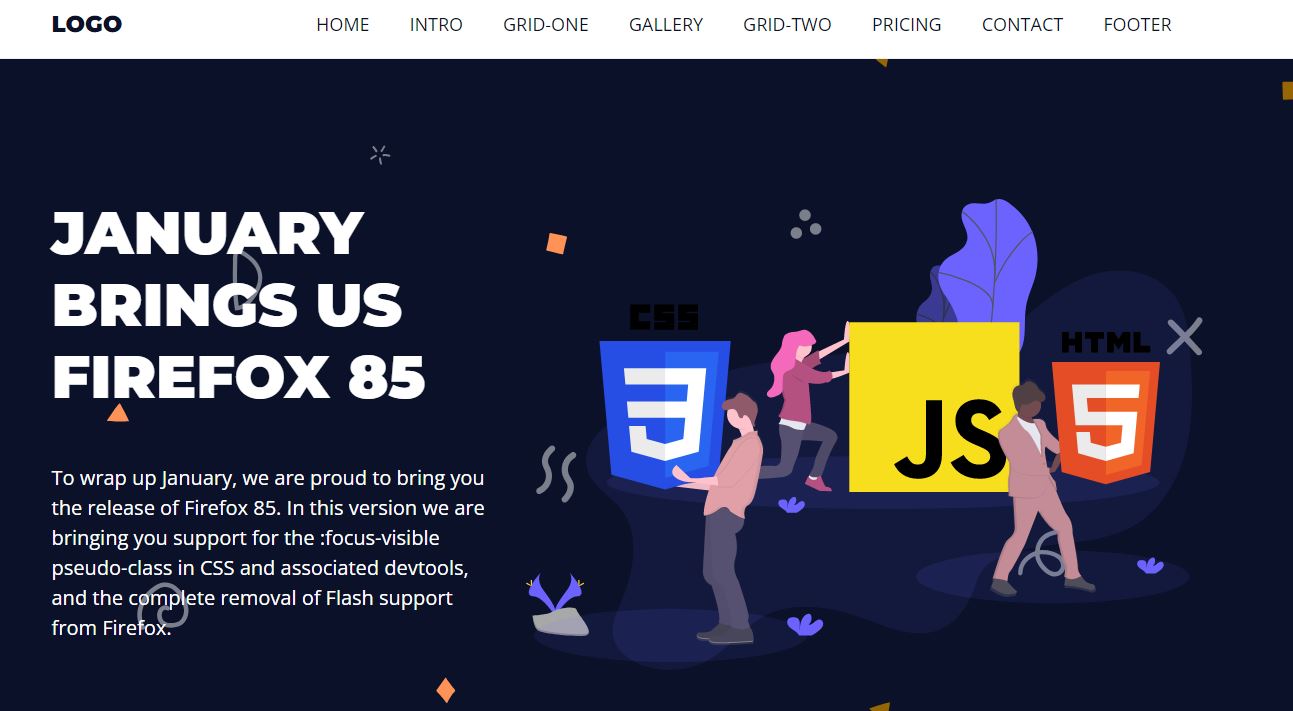 LOGO
HOME INTRO GRID-ONE GALLERY GRID-TWO PRICING CONTACT FOOTER
JANUARY
BRINGS US
FIREFOX 85
To wrap up January, we are proud to bring you
the release of Firefox 85. In this version we are
bringing you support for the :focus-visible
pseudo-class in CSS and associated devtools,
and the complete removal of Flash support
from Firefox.
CSS
3
JS
HTML
5